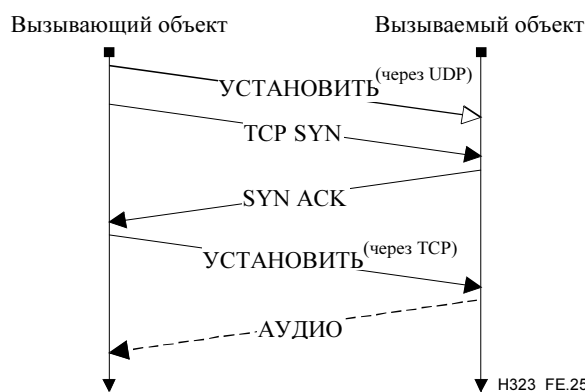 Вызывающий объект Вызываемый объект
УСТАНОВИТЬ (через UDP)
TCP SYN
SYN ACK
УСТАНОВИТЬ (через TCP)
АУДИО
H323_FE.25